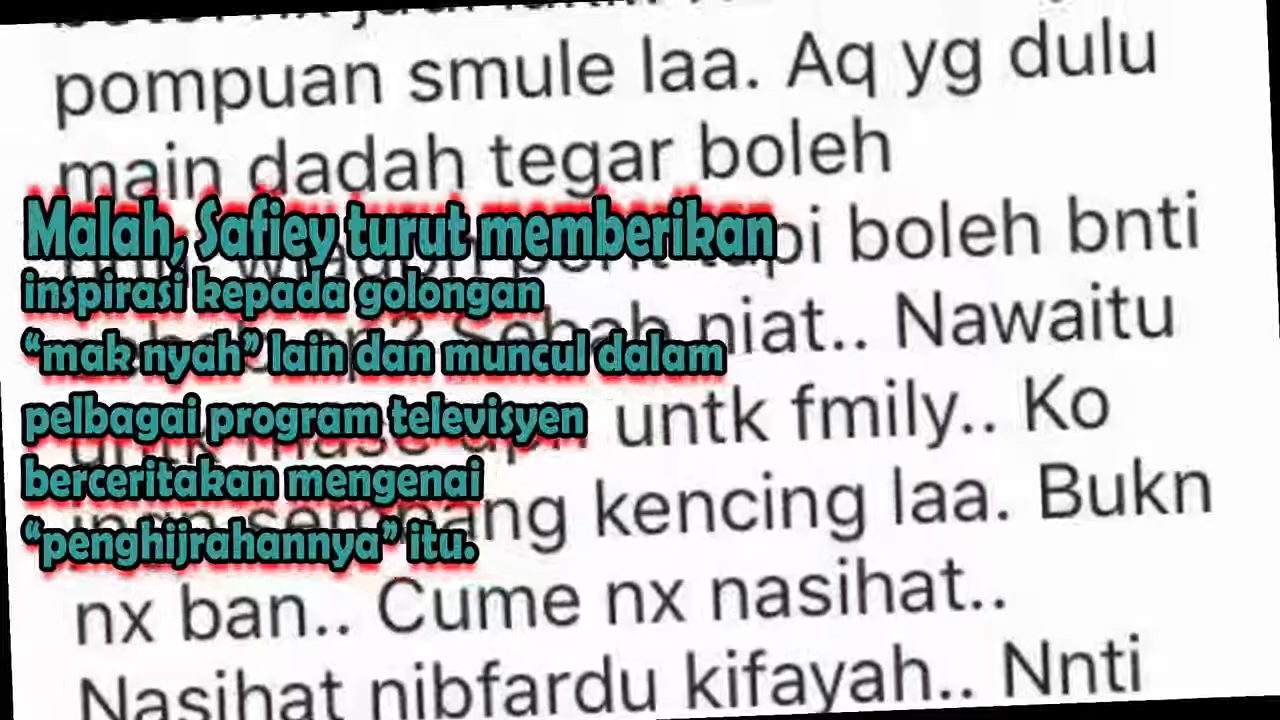 pompuan smule laa. Aq yg dulu
main dadah tegar boleh
boleh bnti
niat.. Nawaitu
untk fmily.. Ko
kencing laa. Bukn
nx ban.. Cume nx nasihat..
Nasihat nibfardu kifayah.. Nnti
Malah, Safiey turut memberikan
inspirasi kepada golongan
“mak nyah” lain dan muncul dalam
pelbagai program televisyen
berceritakan mengenai
“penghijrahannya” itu.